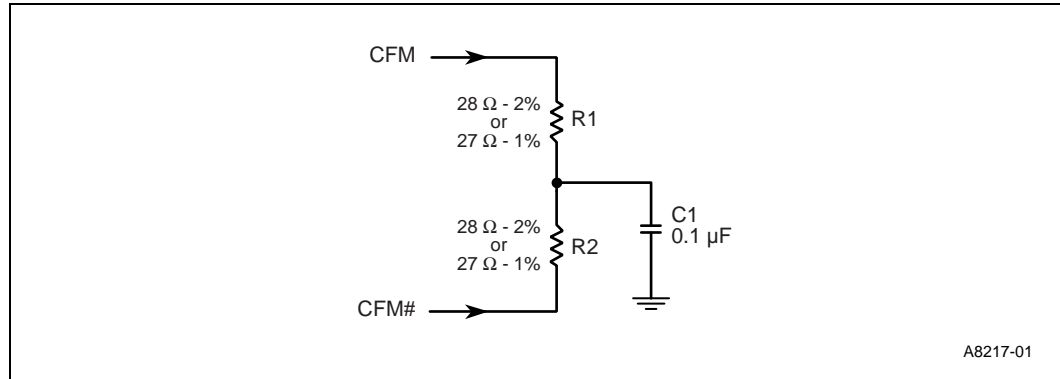 CFM
28 Ω - 2%
or
27 Ω - 1%
R1
C1
0.1 µF
28 Ω - 2%
or
27 Ω - 1%
R2
CFM#
A8217-01